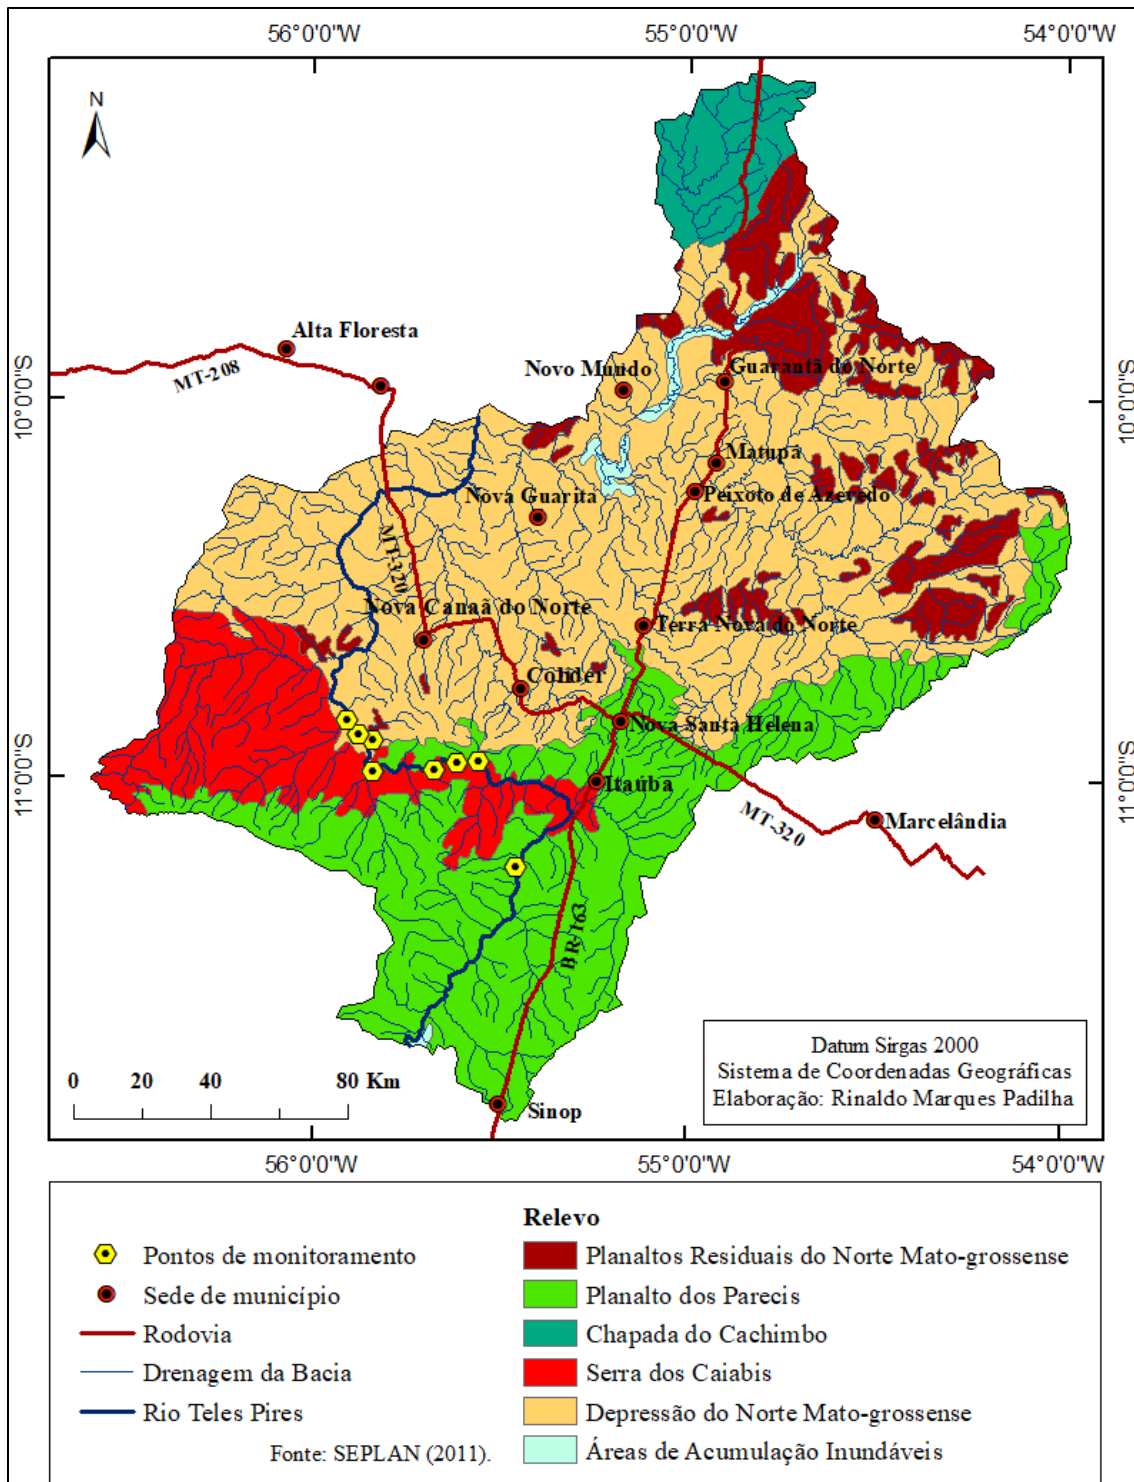 56°0'0"W 55°0'0"W 54°0'0"W
N
Alta Floresta
MT-208
10°0'0"S
10°0'0"S
Novo Mundo
Guarantã do Norte
Matupá
Nova Guarita
Peixoto de Azevedo
MT-320
Nova Canaã do Norte
Terra Nova do Norte
Colíder
Nova Santa Helena
11°0'0"S
11°0'0"S
Itaúba
MT-320
Marcelândia
BR-163
Datum Sirgas 2000
Sistema de Coordenadas Geográficas
Elaboração: Rinaldo Marques Padilha
0 20 40 80 Km
Sinop
56°0'0"W 55°0'0"W 54°0'0"W
Relevo
Pontos de monitoramento
Sede de município
Rodovia
Drenagem da Bacia
Rio Teles Pires
Fonte: SEPLAN (2011).
Planaltos Residuais do Norte Mato-grossense
Planalto dos Parecis
Chapada do Cachimbo
Serra dos Caiabis
Depressão do Norte Mato-grossense
Áreas de Acumulação Inundáveis